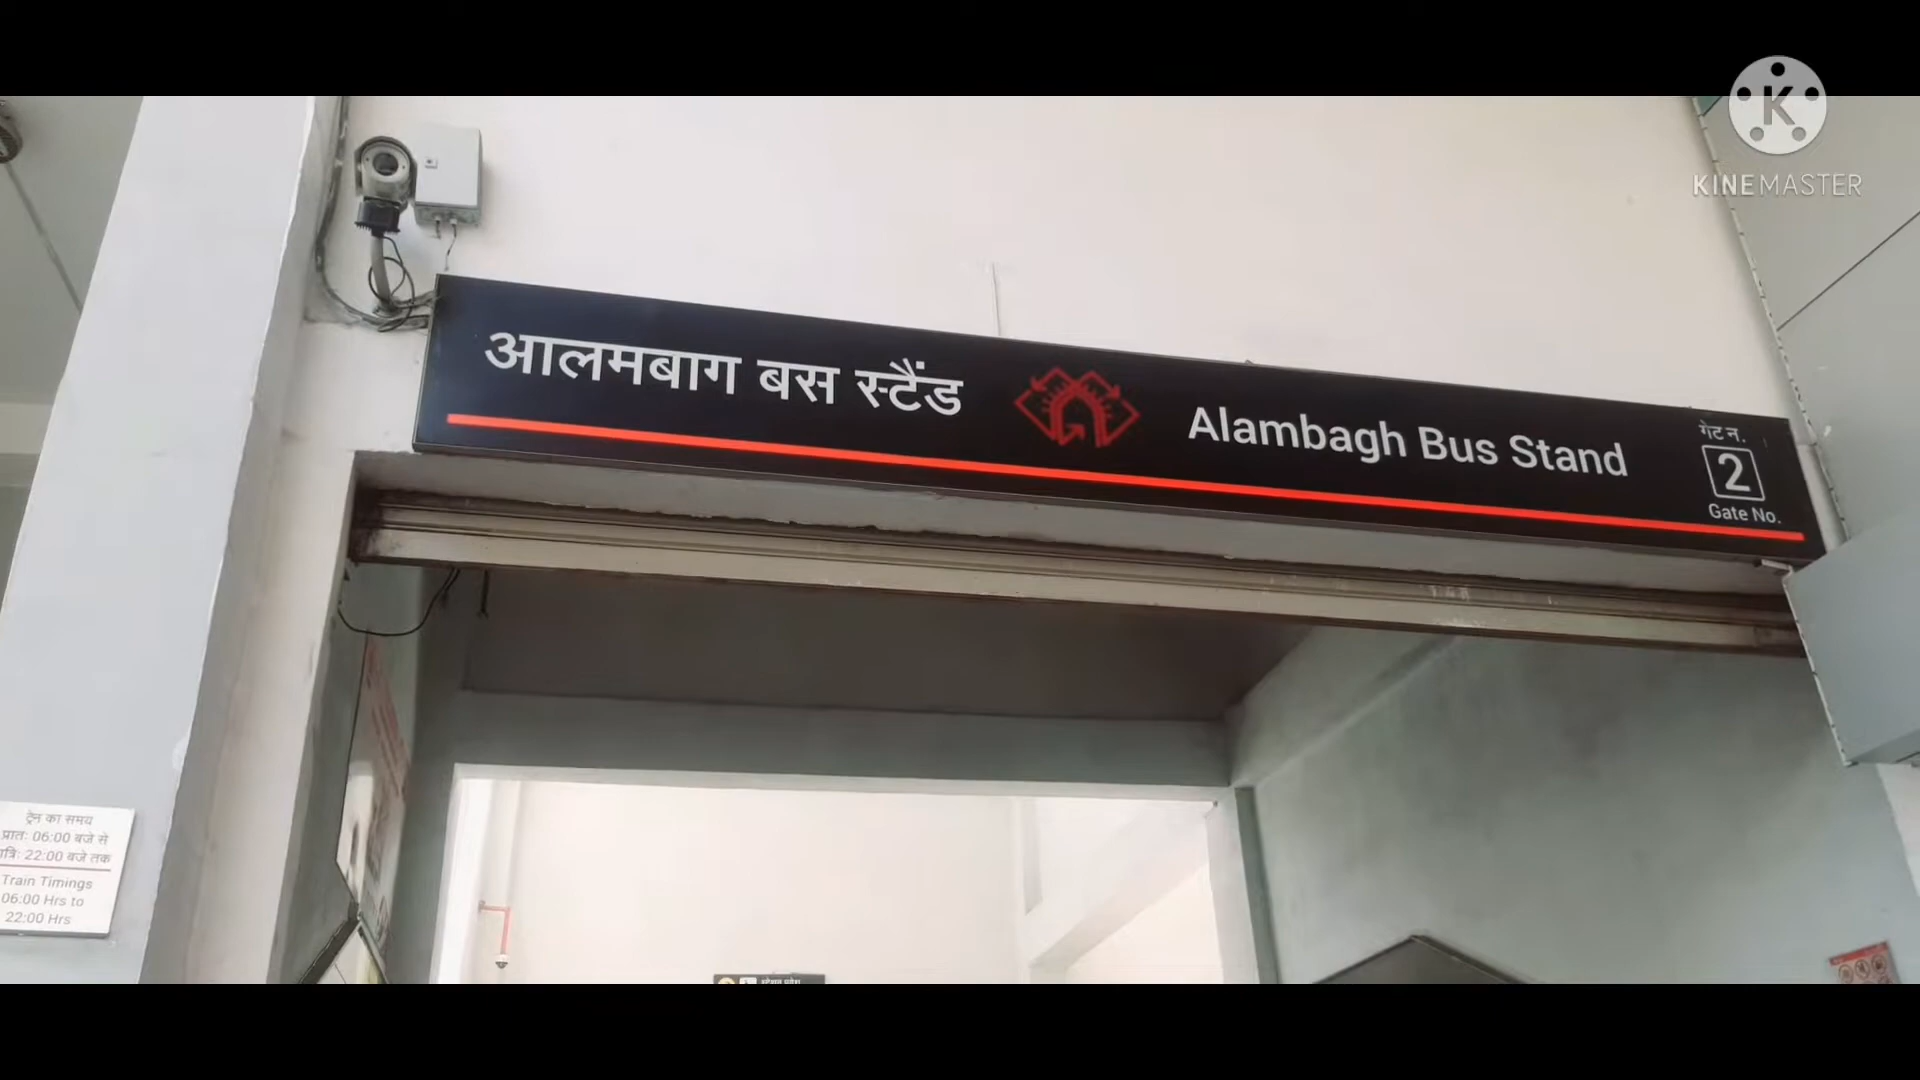 K
KINEMASTER
आलमबाग बस स्टैंड
Alambagh Bus Stand
गेट न.
2
Gate No.
ट्रेन का समय
प्रातः 06:00 बजे से
22:00 बजे तक
Train Timings
06:00 Hrs to
22:00 Hrs